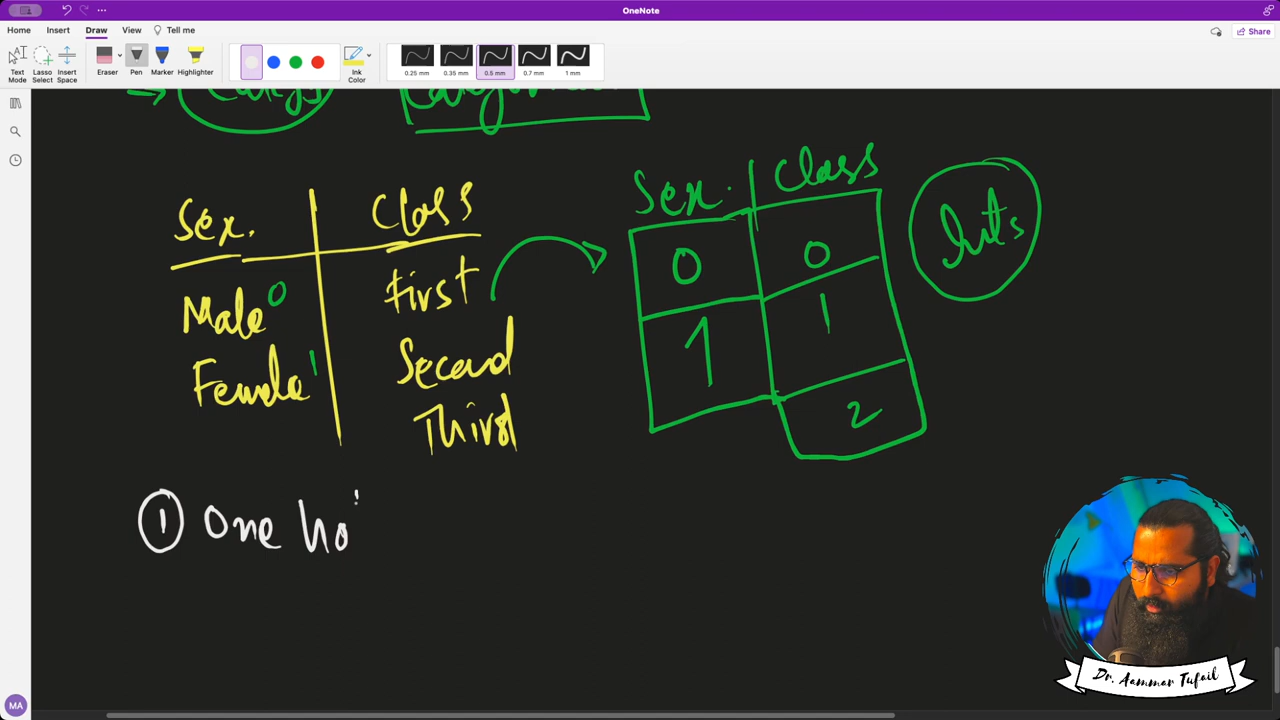 OneNote
Home Insert Draw View Tell me
Share
Text Mode
Lasso Select
Insert Space
Eraser
Pen
Marker
Highlighter
Ink Color
0.25 mm
0.35 mm
0.5 mm
0.7 mm
1 mm
Sex. Class
Male 0 First
Female 1 Second
Third
Sex. Class
0 0
1 1
2
① One ho
Dr. Aammar Tufail
MA